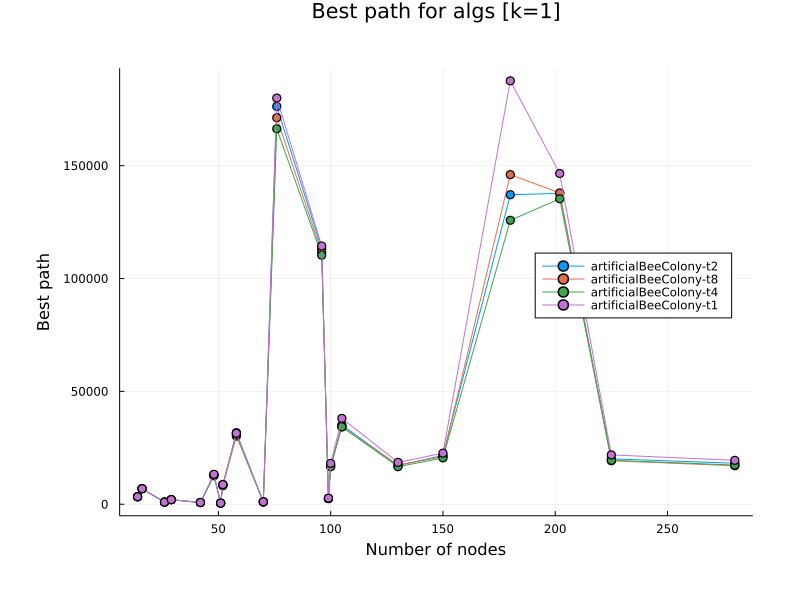 Best path for algs [k=1]
Best path
150000
100000
50000
0
artificialBeeColony-t2
artificialBeeColony-t8
artificialBeeColony-t4
artificialBeeColony-t1
50
100
150
200
250
Number of nodes